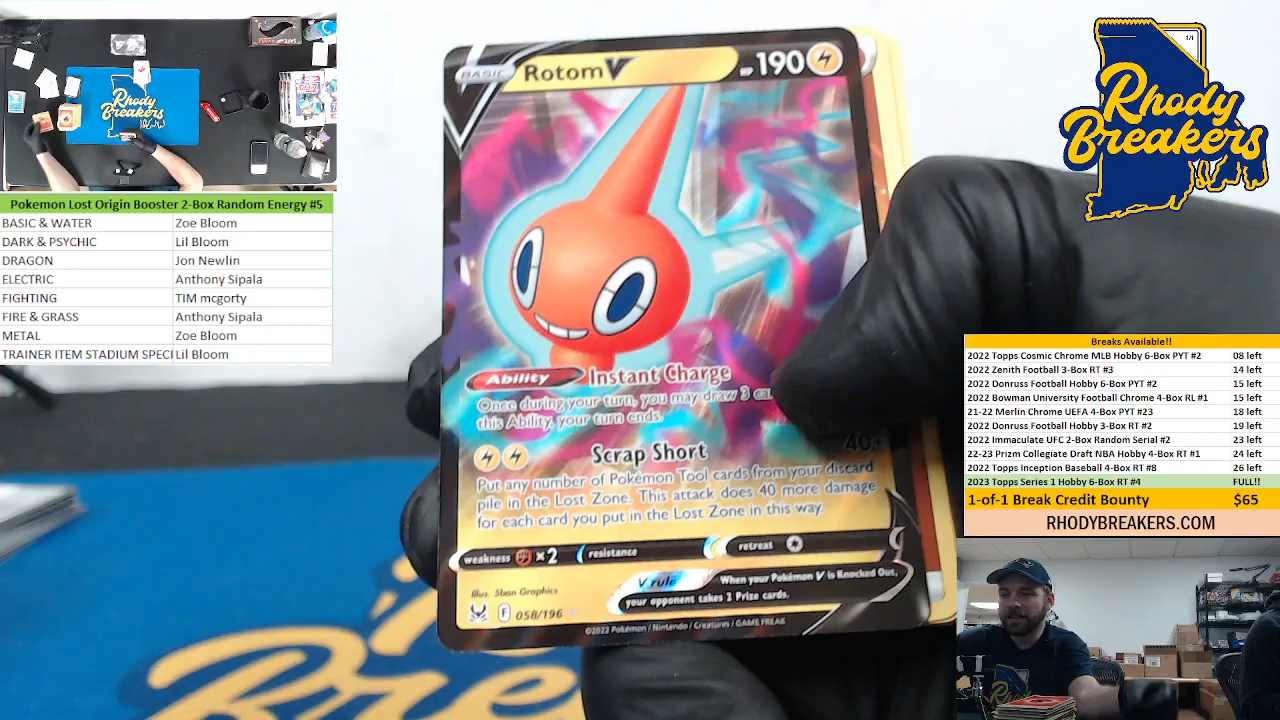 Pokemon Lost Origin Booster 2-Box Random Energy #5
BASIC & WATER Zoe Bloom
DARK & PSYCHIC Lil Bloom
DRAGON Jon Newlin
ELECTRIC Anthony Sipala
FIGHTING TIM mcgorty
FIRE & GRASS Anthony Sipala
METAL Zoe Bloom
TRAINER ITEM STADIUM SPECI Lil Bloom
Rhody
Breakers
BASIC Rotom V HP 190
Ability Instant Charge
Once during your turn, you may draw 3
this Ability, your turn ends.
Scrap Short 40+
Put any number of Pokémon Tool cards from your discard
pile in the Lost Zone. This attack does 40 more damage
for each card you put in the Lost Zone in this way.
weakness ×2 resistance retreat
V rule When your Pokémon V is Knocked Out,
your opponent takes 2 Prize cards.
Illus. 5ban Graphics
F 058/196
©2022 Pokémon / Nintendo / Creatures / GAME FREAK
1/1
Rhody
Breakers
Breaks Available!!
2022 Topps Cosmic Chrome MLB Hobby 6-Box PYT #2 08 left
2022 Zenith Football 3-Box RT #3 14 left
2022 Donruss Football Hobby 6-Box PYT #2 15 left
2022 Bowman University Football Chrome 4-Box RL #1 15 left
21-22 Merlin Chrome UEFA 4-Box PYT #23 18 left
2022 Donruss Football Hobby 3-Box RT #2 19 left
2022 Immaculate UFC 2-Box Random Serial #2 23 left
22-23 Prizm Collegiate Draft NBA Hobby 4-Box RT #1 24 left
2022 Topps Inception Baseball 4-Box RT #8 26 left
2023 Topps Series 1 Hobby 6-Box RT #4 FULL!!
1-of-1 Break Credit Bounty $65
RHODYBREAKERS.COM
Bre
Rhody